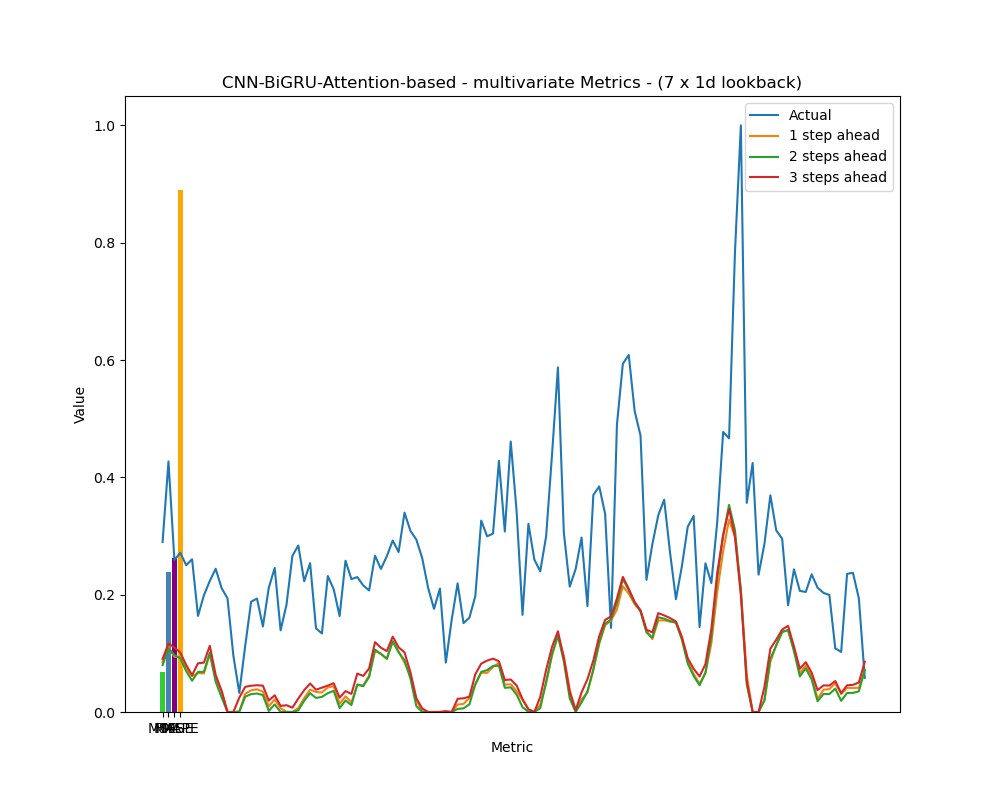 CNN-BiGRU-Attention-based - multivariate Metrics - (7 x 1d lookback)
Actual
1 step ahead
2 steps ahead
3 steps ahead
1.0
0.8
0.6
0.4
0.2
0.0
Value
Metric